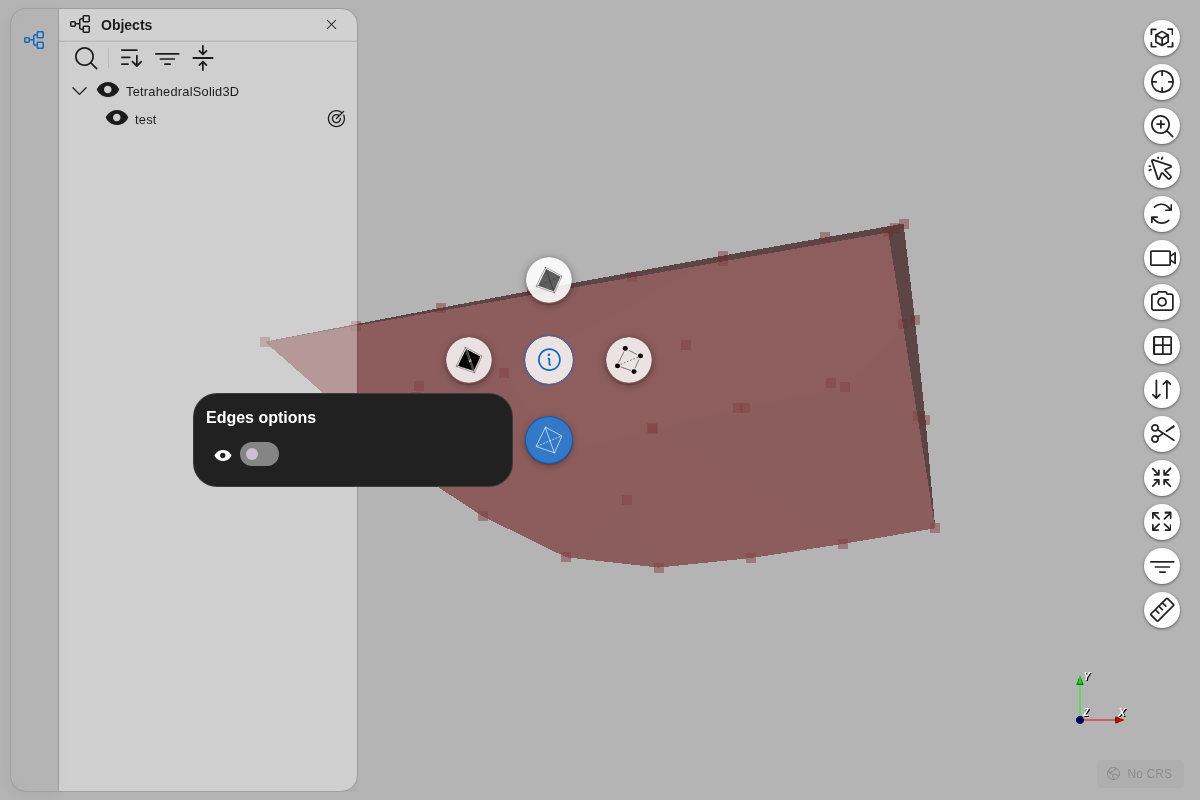 Objects
TetrahedralSolid3D
test
Edges options
Y
Z
X
No CRS